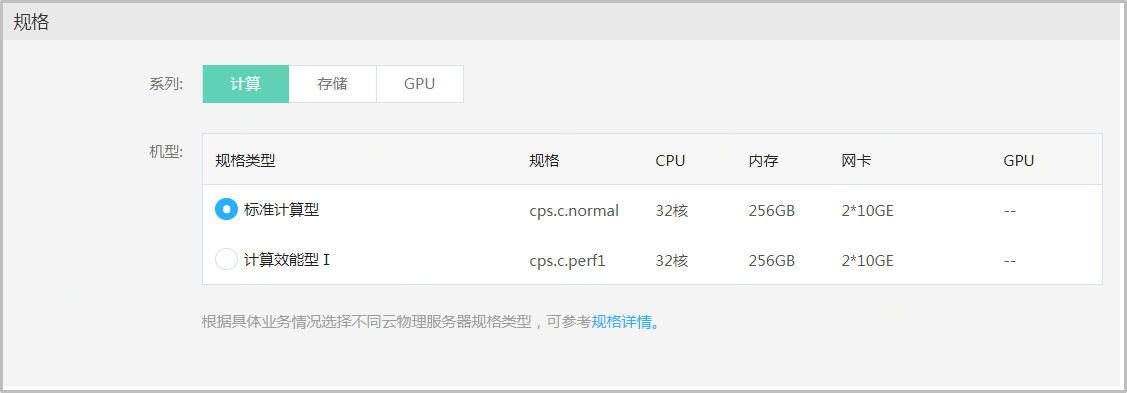 规格
系列: 计算 存储 GPU
机型: 规格类型 规格 CPU 内存 网卡 GPU
标准计算型 cps.c.normal 32核 256GB 2*10GE --
计算效能型 I cps.c.perf1 32核 256GB 2*10GE --
根据具体业务情况选择不同云物理服务器规格类型，可参考规格详情。